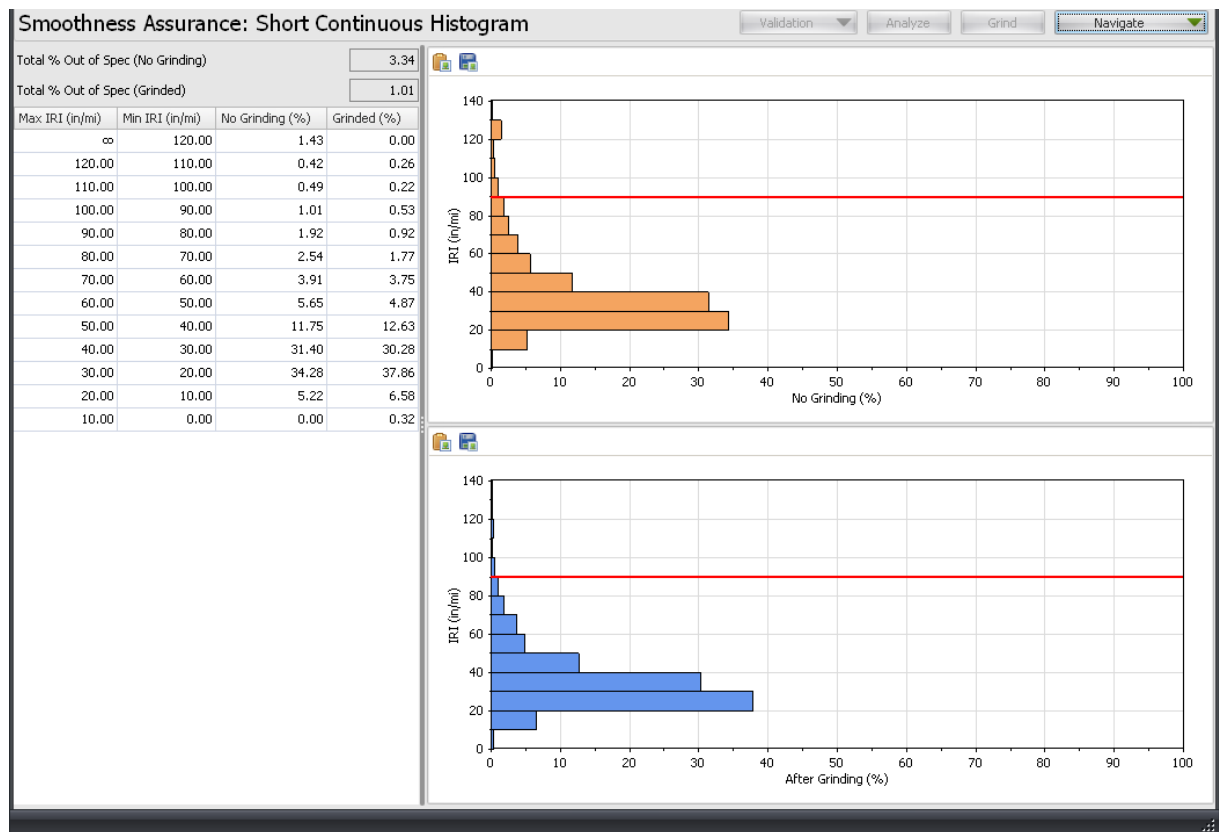 Smoothness Assurance: Short Continuous Histogram
Validation Analyze Grind Navigate
Total % Out of Spec (No Grinding) 3.34
Total % Out of Spec (Grinded) 1.01
Max IRI (in/mi) Min IRI (in/mi) No Grinding (%) Grinded (%)
∞ 120.00 1.43 0.00
120.00 110.00 0.42 0.26
110.00 100.00 0.49 0.22
100.00 90.00 1.01 0.53
90.00 80.00 1.92 0.92
80.00 70.00 2.54 1.77
70.00 60.00 3.91 3.75
60.00 50.00 5.65 4.87
50.00 40.00 11.75 12.63
40.00 30.00 31.40 30.28
30.00 20.00 34.28 37.86
20.00 10.00 5.22 6.58
10.00 0.00 0.00 0.32
140
120
100
80
60
40
20
0
IRI (in/mi)
0 10 20 30 40 50 60 70 80 90 100
No Grinding (%)
140
120
100
80
60
40
20
0
IRI (in/mi)
0 10 20 30 40 50 60 70 80 90 100
After Grinding (%)